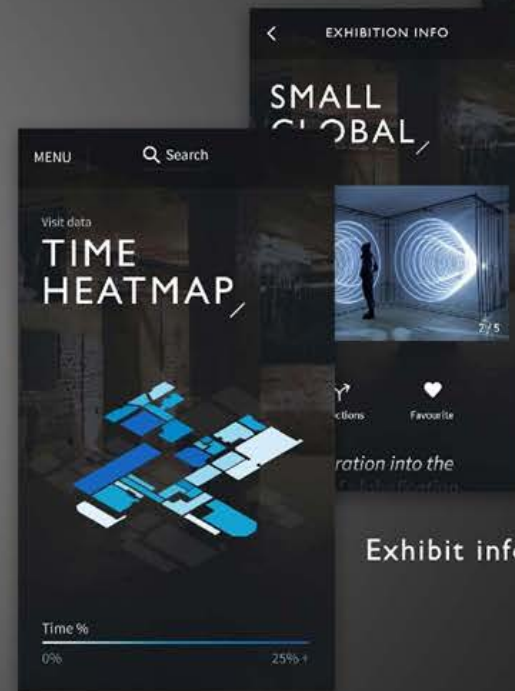 EXHIBITION INFO
SMALL
GLOBAL
2/5
Favourite
ration into the
MENU
Search
Visit data
TIME
HEATMAP
Time %
0%
25% +
Exhibit info